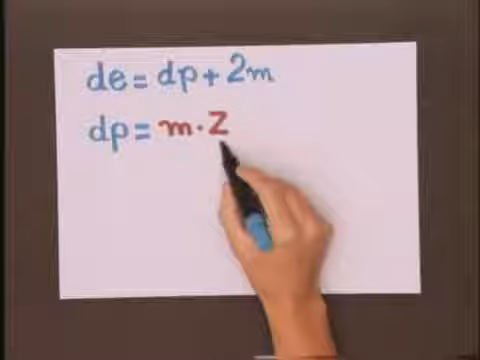 de = dp + 2m
dp = m · Z